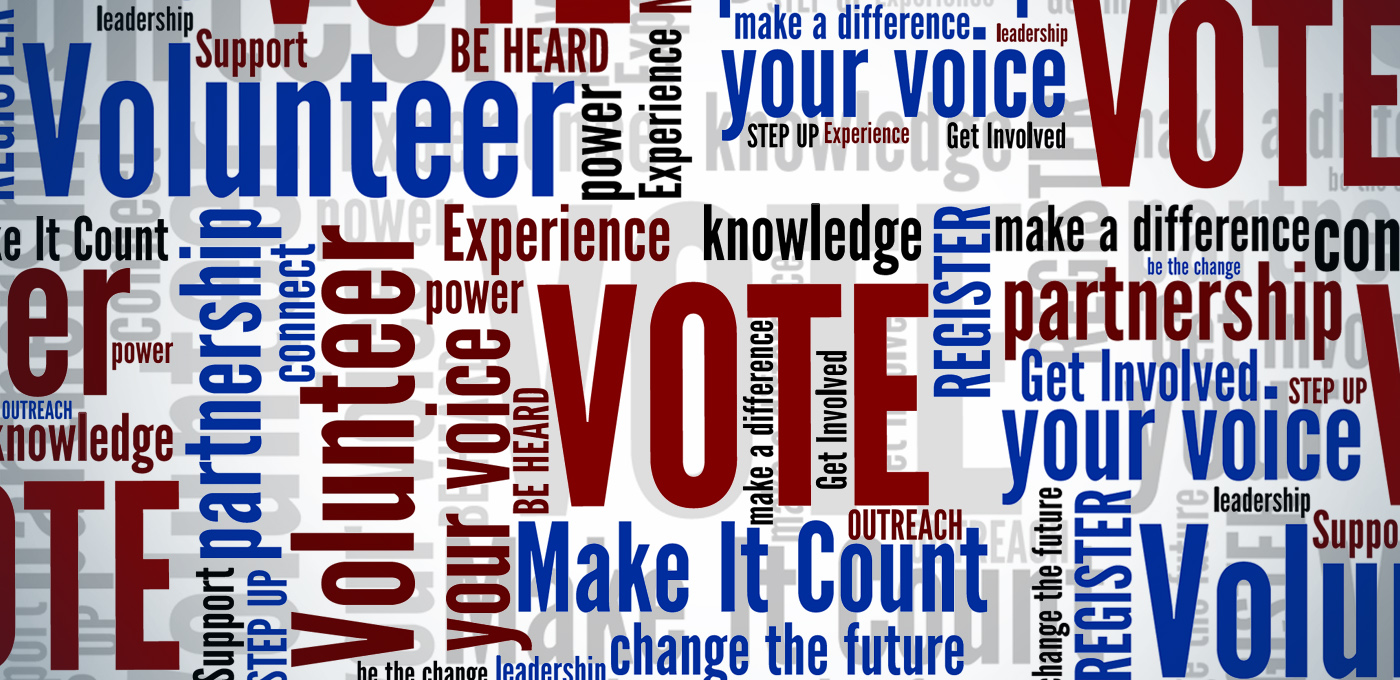 leadership
VOTE
Support
BE HEARD
Volunteer
power
Experience
make a difference
leadership
your voice
STEP UP
Experience
Get Involved
VOTE
REGISTER
ke It Count
partnership
connect
Volunteer
Experience
knowledge
REGISTER
make a difference
con
be the change
partnership
er
power
power
your voice
BE HEARD
VOTE
make a difference
Get Involved
Get Involved
STEP UP
your voice
OUTREACH
knowledge
OTE
Support
STEP UP
OUTREACH
Make It Count
change the future
be the change
leadership
change the future
REGISTER
leadership
Suppo
Volu